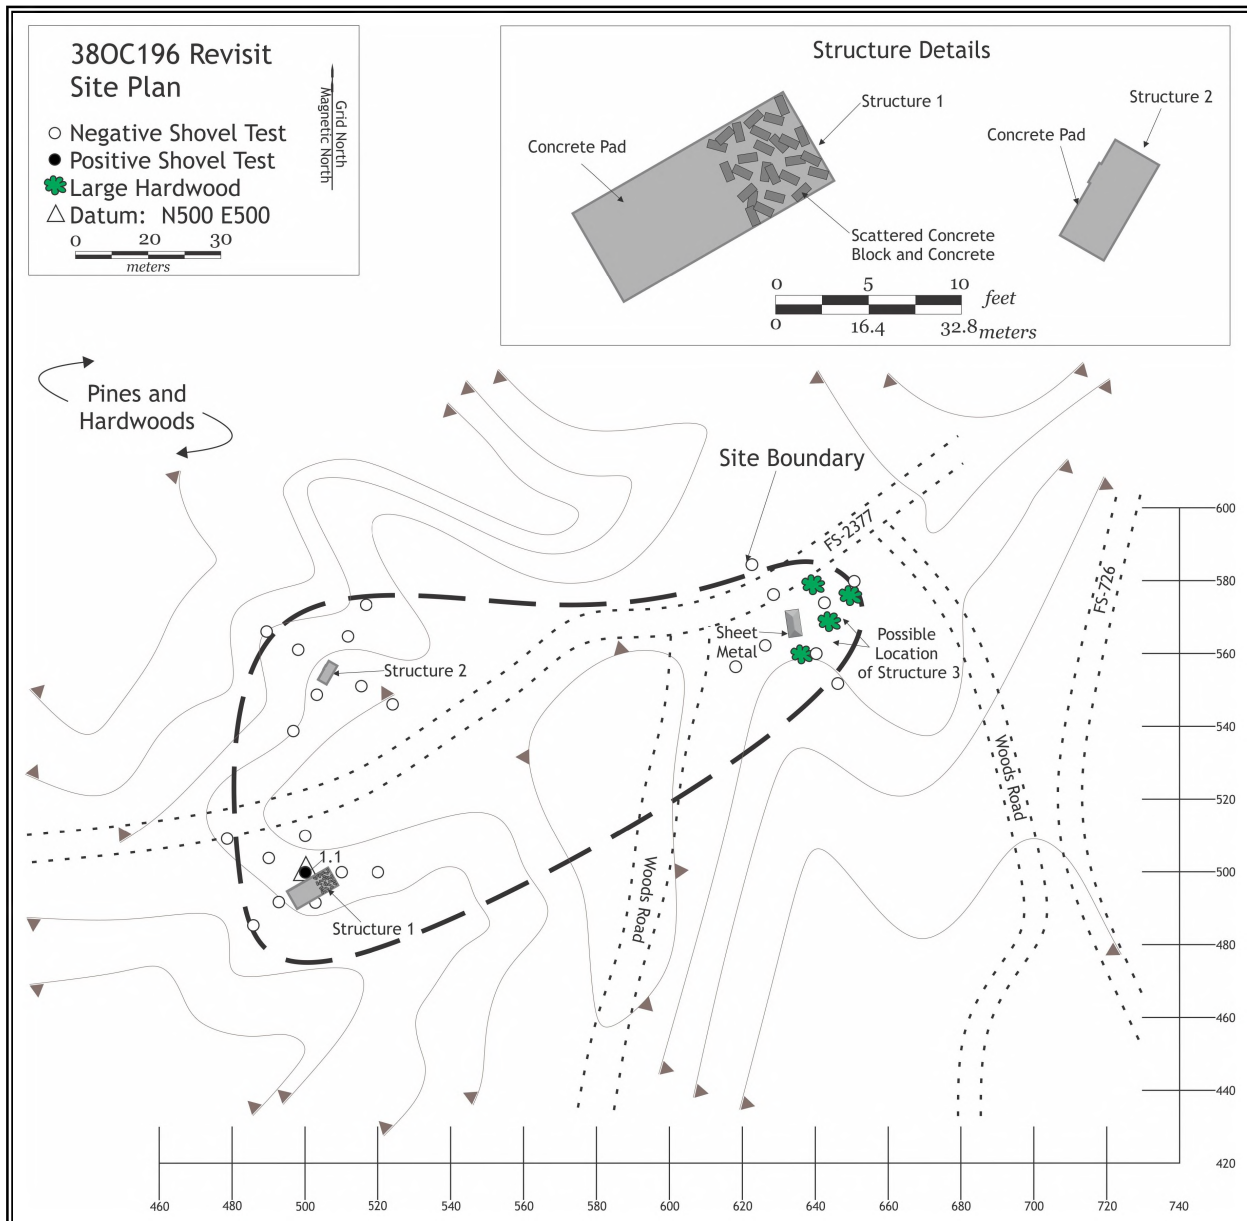 38OC196 Revisit
Site Plan
Grid North
Magnetic North
Negative Shovel Test
Positive Shovel Test
Large Hardwood
Datum: N500 E500
0 20 30
meters
Structure Details
Structure 1
Structure 2
Concrete Pad
Concrete Pad
Scattered Concrete
Block and Concrete
0 5 10
feet
0 16.4 32.8
meters
Pines and
Hardwoods
Site Boundary
FS-2377
FS-726
Sheet
Metal
Possible
Location
of Structure 3
Structure 2
Woods Road
Woods Road
1.1
Structure 1
600
580
560
540
520
500
480
460
440
420
460 480 500 520 540 560 580 600 620 640 660 680 700 720 740